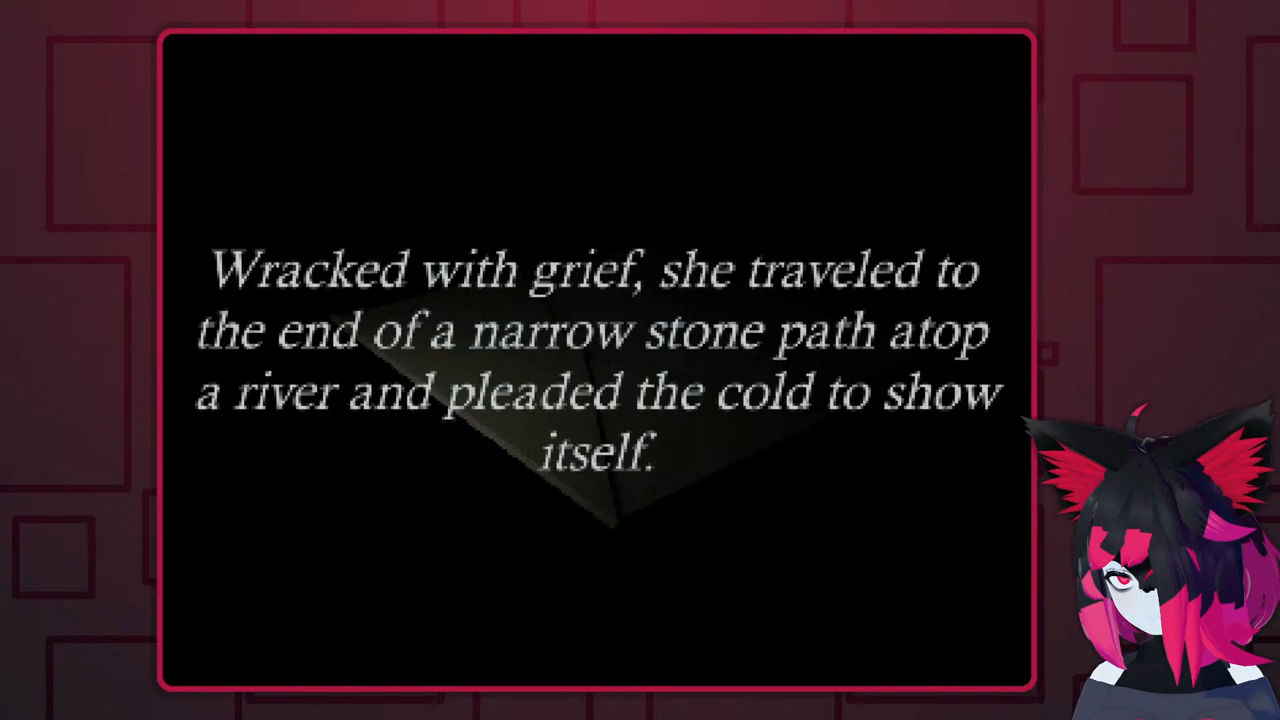 Wracked with grief, she traveled to
the end of a narrow stone path atop
a river and pleaded the cold to show
itself.